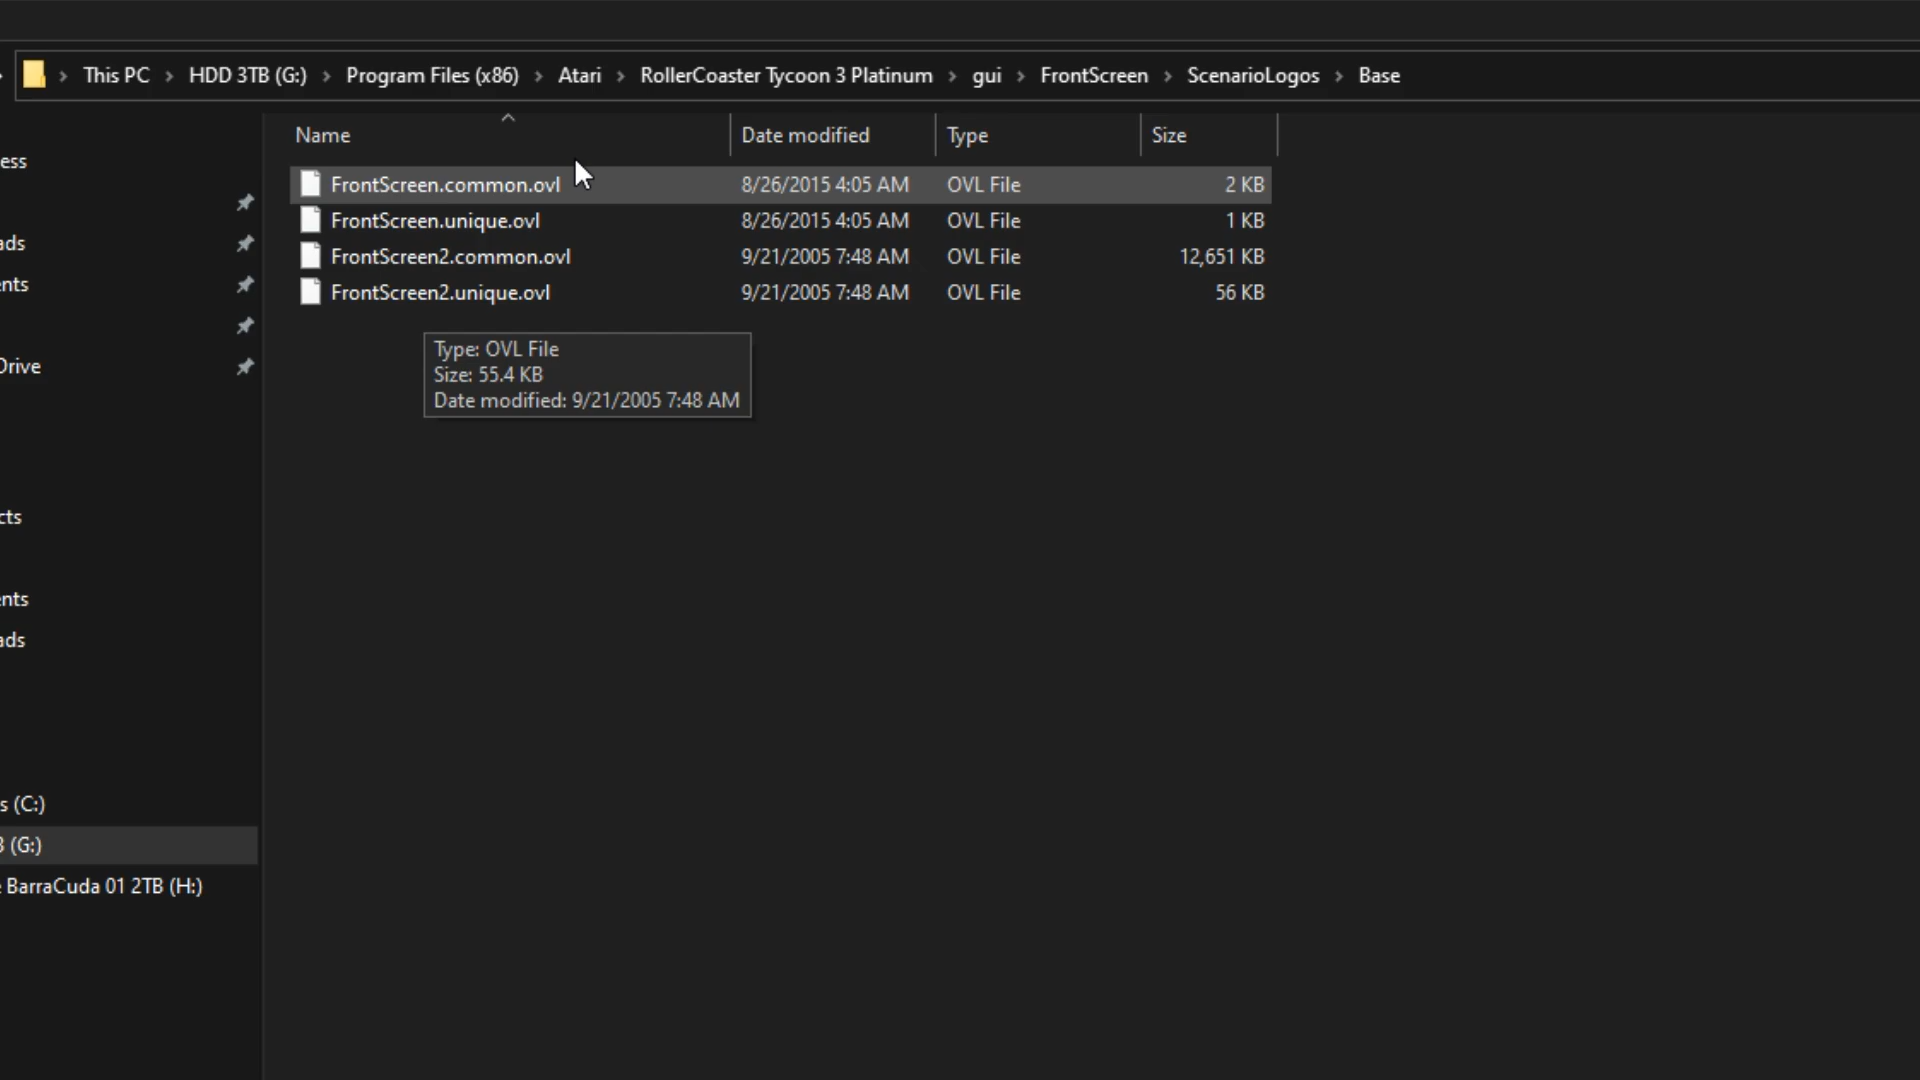 This PC > HDD 3TB (G:) > Program Files (x86) > Atari > RollerCoaster Tycoon 3 Platinum > gui > FrontScreen > ScenarioLogos > Base
Name Date modified Type Size
FrontScreen.common.ovl 8/26/2015 4:05 AM OVL File 2 KB
FrontScreen.unique.ovl 8/26/2015 4:05 AM OVL File 1 KB
FrontScreen2.common.ovl 9/21/2005 7:48 AM OVL File 12,651 KB
FrontScreen2.unique.ovl 9/21/2005 7:48 AM OVL File 56 KB
Type: OVL File
Size: 55.4 KB
Date modified: 9/21/2005 7:48 AM
ess
ads
ents
Drive
cts
ents
ads
s (C:)
(G:)
BarraCuda 01 2TB (H:)